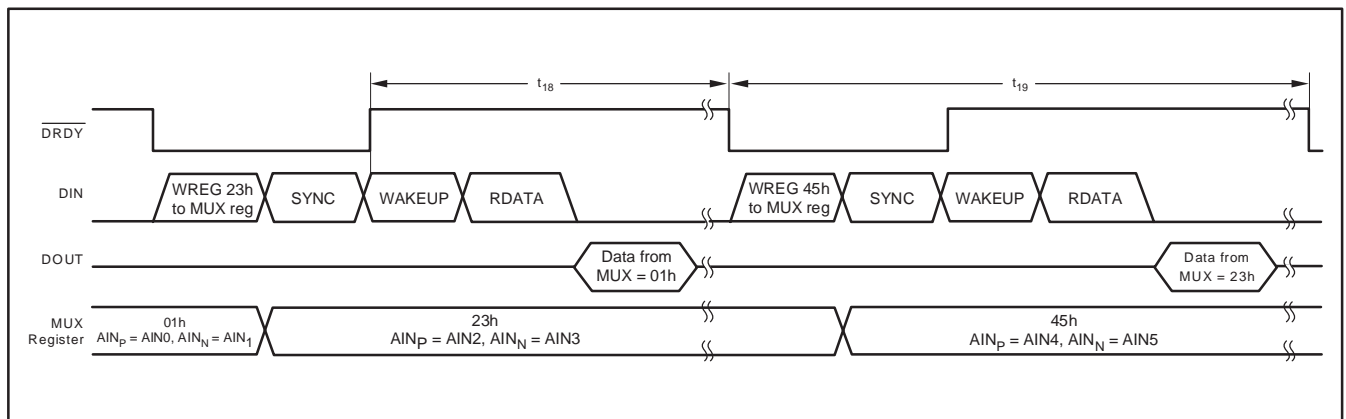 t18
t19
DRDY
DIN
WREG 23h
to MUX reg
SYNC
WAKEUP
RDATA
WREG 45h
to MUX reg
SYNC
WAKEUP
RDATA
DOUT
Data from
MUX = 01h
Data from
MUX = 23h
MUX
Register
01h
AINP = AIN0, AINN = AIN1
23h
AINP = AIN2, AINN = AIN3
45h
AINP = AIN4, AINN = AIN5